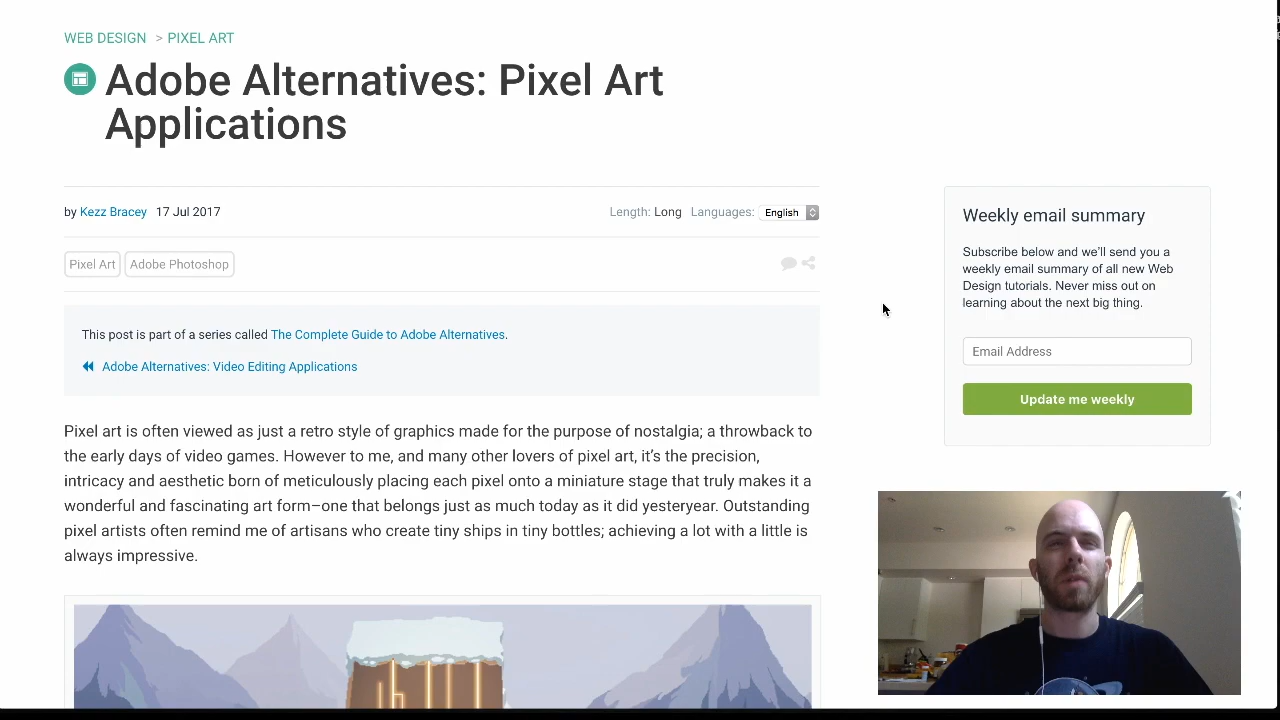 WEB DESIGN > PIXEL ART
Adobe Alternatives: Pixel Art
Applications
by Kezz Bracey 17 Jul 2017
Length: Long Languages: English
Pixel Art Adobe Photoshop
This post is part of a series called The Complete Guide to Adobe Alternatives.
Adobe Alternatives: Video Editing Applications
Pixel art is often viewed as just a retro style of graphics made for the purpose of nostalgia; a throwback to
the early days of video games. However to me, and many other lovers of pixel art, it's the precision,
intricacy and aesthetic born of meticulously placing each pixel onto a miniature stage that truly makes it a
wonderful and fascinating art form–one that belongs just as much today as it did yesteryear. Outstanding
pixel artists often remind me of artisans who create tiny ships in tiny bottles; achieving a lot with a little is
always impressive.
Weekly email summary
Subscribe below and we'll send you a
weekly email summary of all new Web
Design tutorials. Never miss out on
learning about the next big thing.
Email Address
Update me weekly